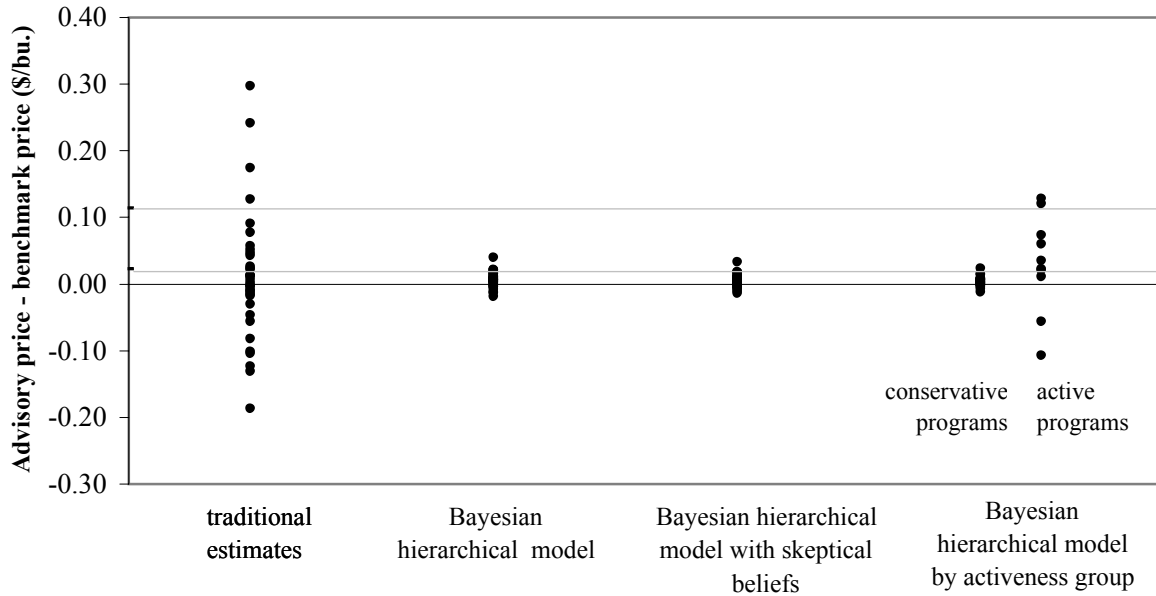 Advisory price - benchmark price ($/bu.)
0.40
0.30
0.20
0.10
0.00
-0.10
-0.20
-0.30
conservative
programs
active
programs
traditional
estimates
Bayesian
hierarchical model
Bayesian hierarchical
model with skeptical
beliefs
Bayesian
hierarchical model
by activeness group